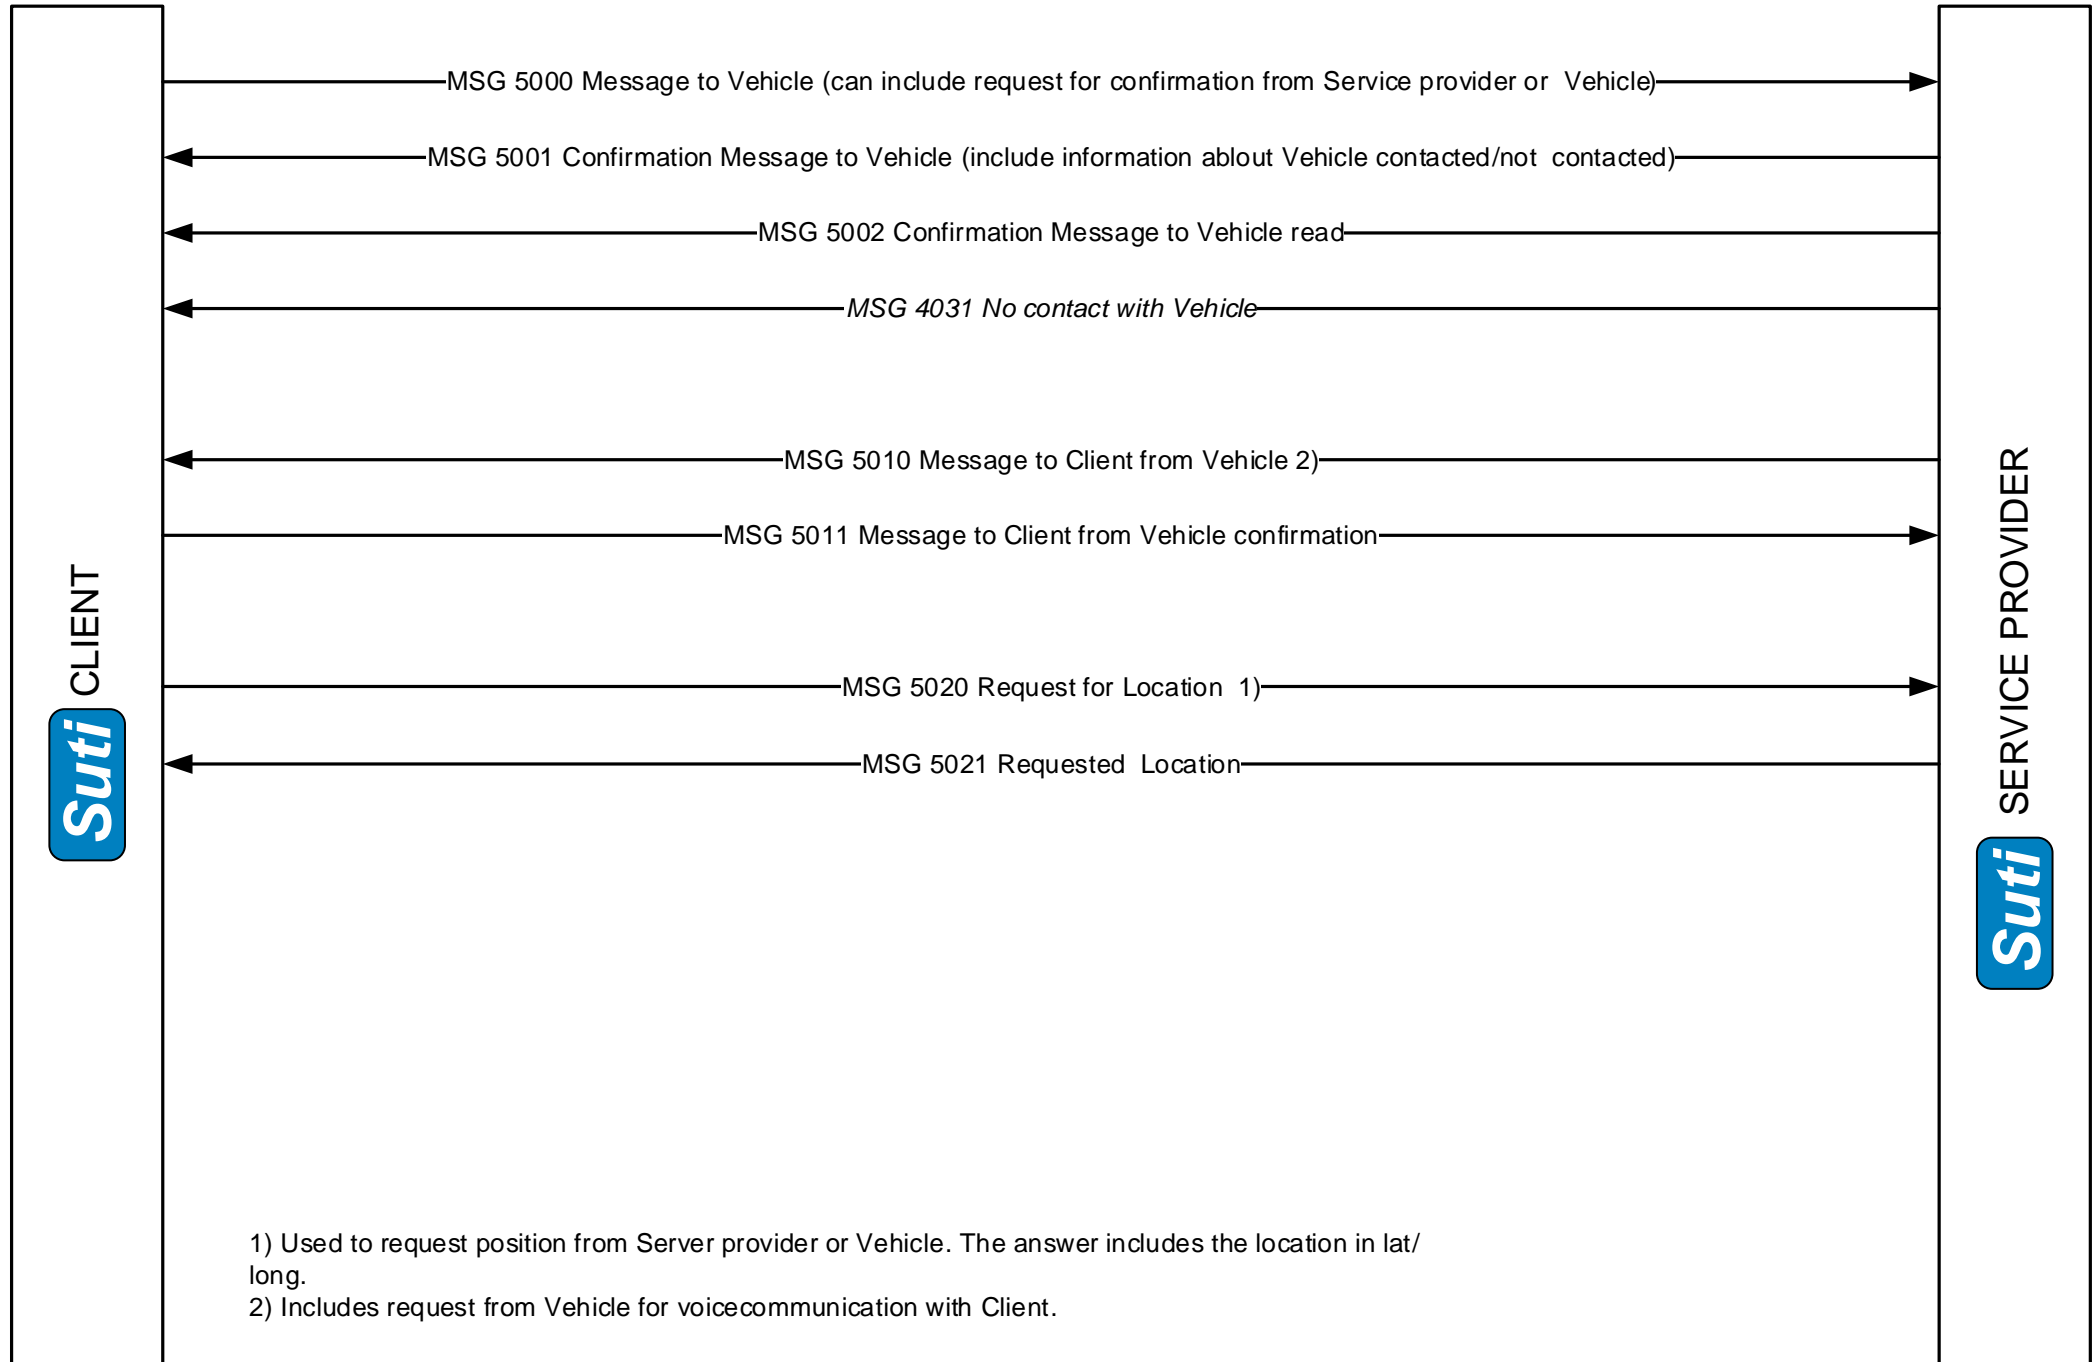 MSG 5000 Message to Vehicle (can include request for confirmation from Service provider or Vehicle)
MSG 5001 Confirmation Message to Vehicle (include information ablout Vehicle contacted/not contacted)
MSG 5002 Confirmation Message to Vehicle read
MSG 4031 No contact with Vehicle
MSG 5010 Message to Client from Vehicle 2)
MSG 5011 Message to Client from Vehicle confirmation
MSG 5020 Request for Location 1)
MSG 5021 Requested Location
Suti CLIENT
Suti SERVICE PROVIDER
1) Used to request position from Server provider or Vehicle. The answer includes the location in lat/
long.
2) Includes request from Vehicle for voicecommunication with Client.